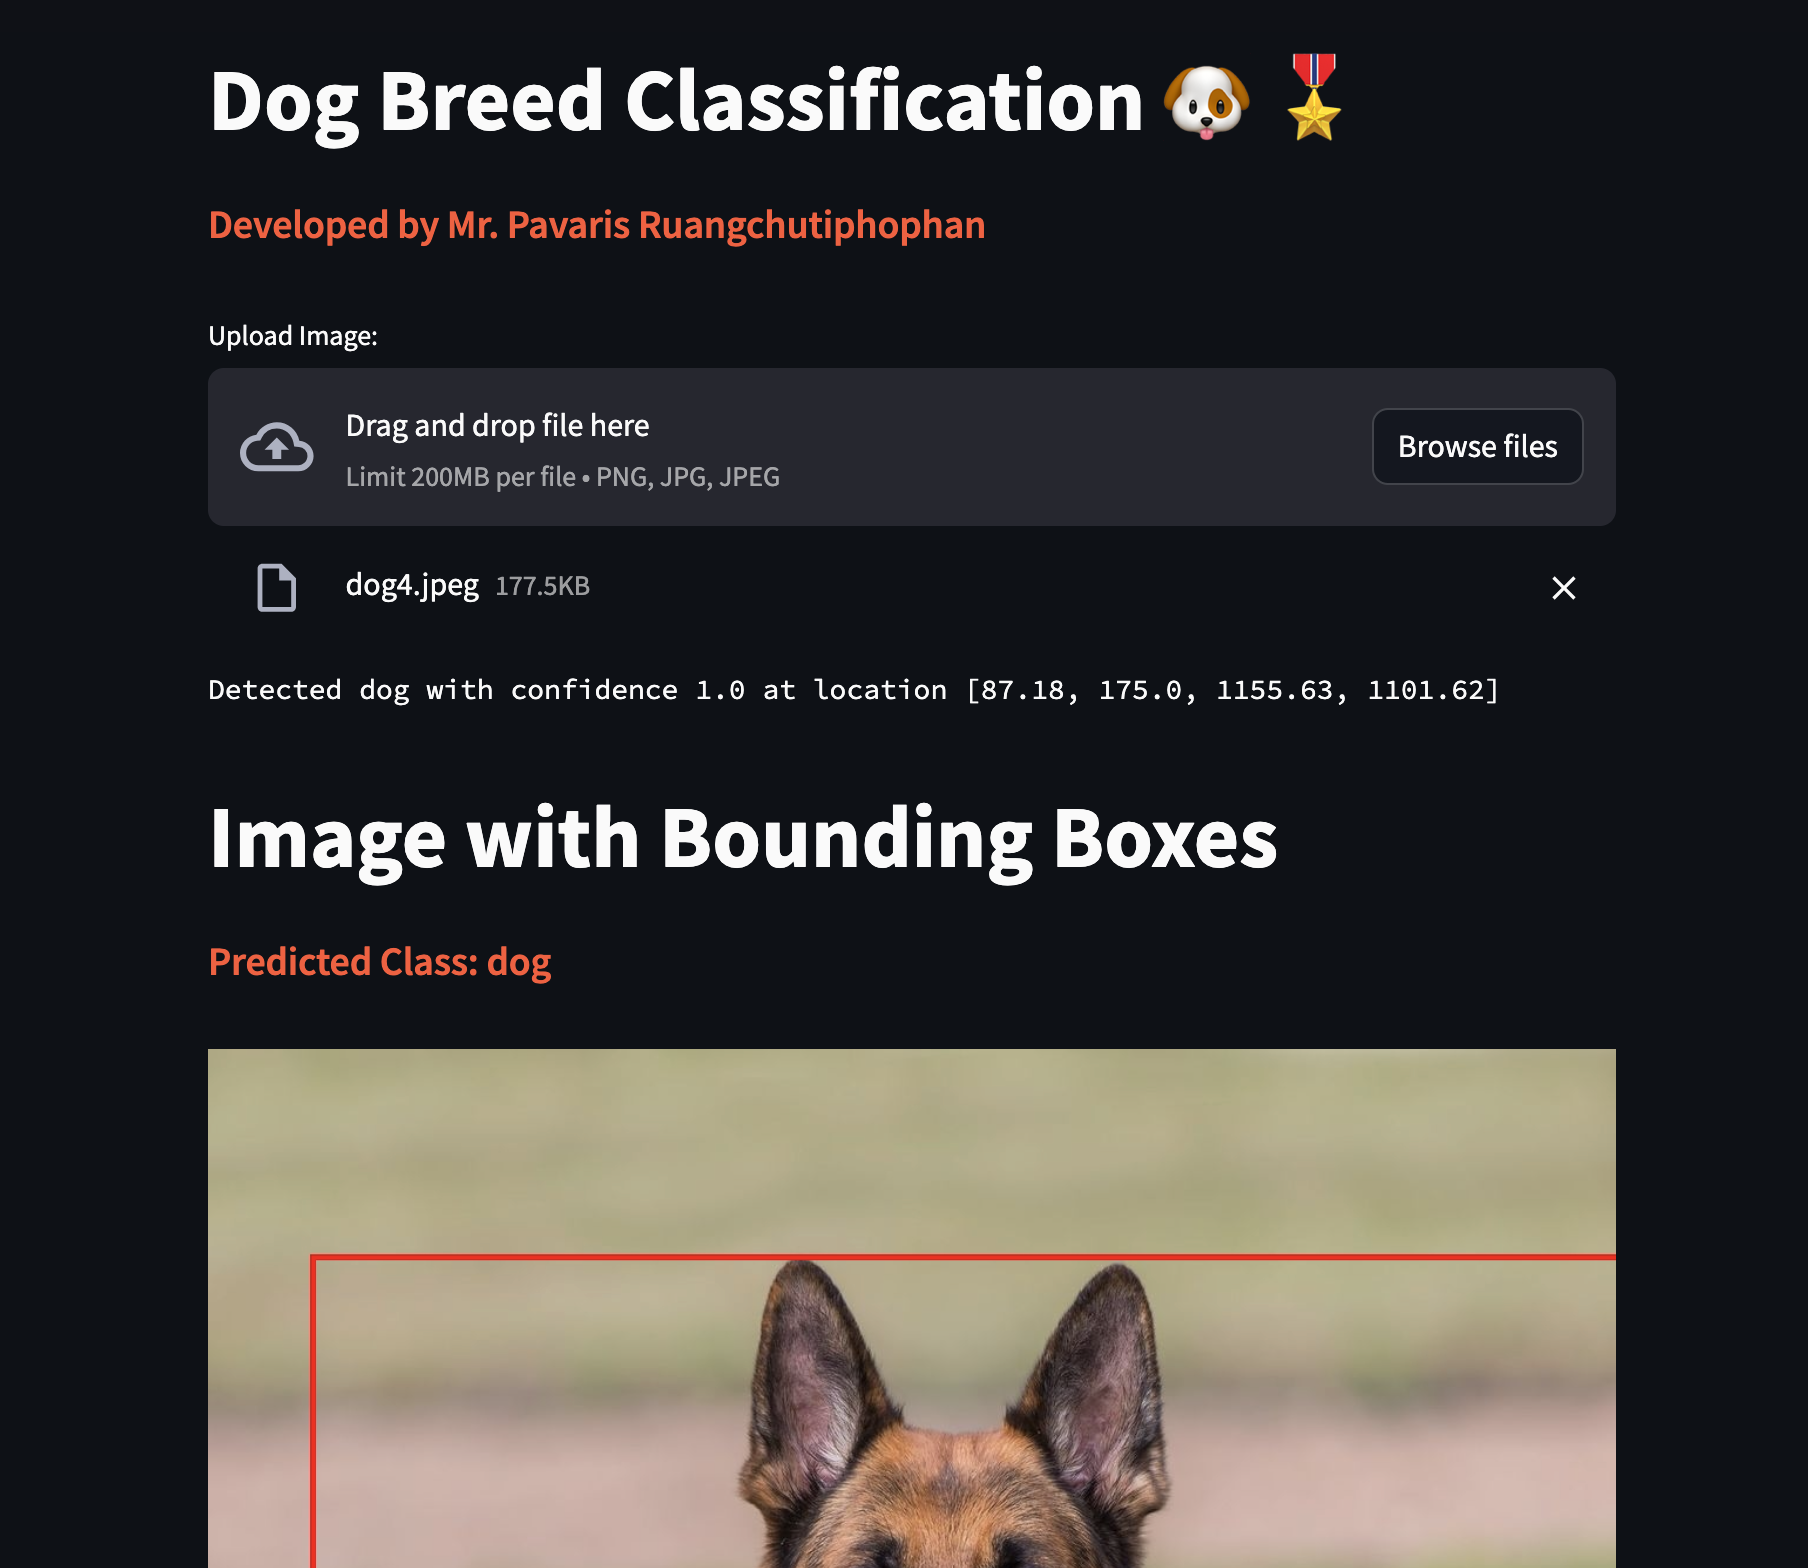 Dog Breed Classification 🐶 🎖️
Developed by Mr. Pavaris Ruangchutiphophan
Upload Image:
Drag and drop file here
Browse files
Limit 200MB per file • PNG, JPG, JPEG
dog4.jpeg 177.5KB
Detected dog with confidence 1.0 at location [87.18, 175.0, 1155.63, 1101.62]
Image with Bounding Boxes
Predicted Class: dog